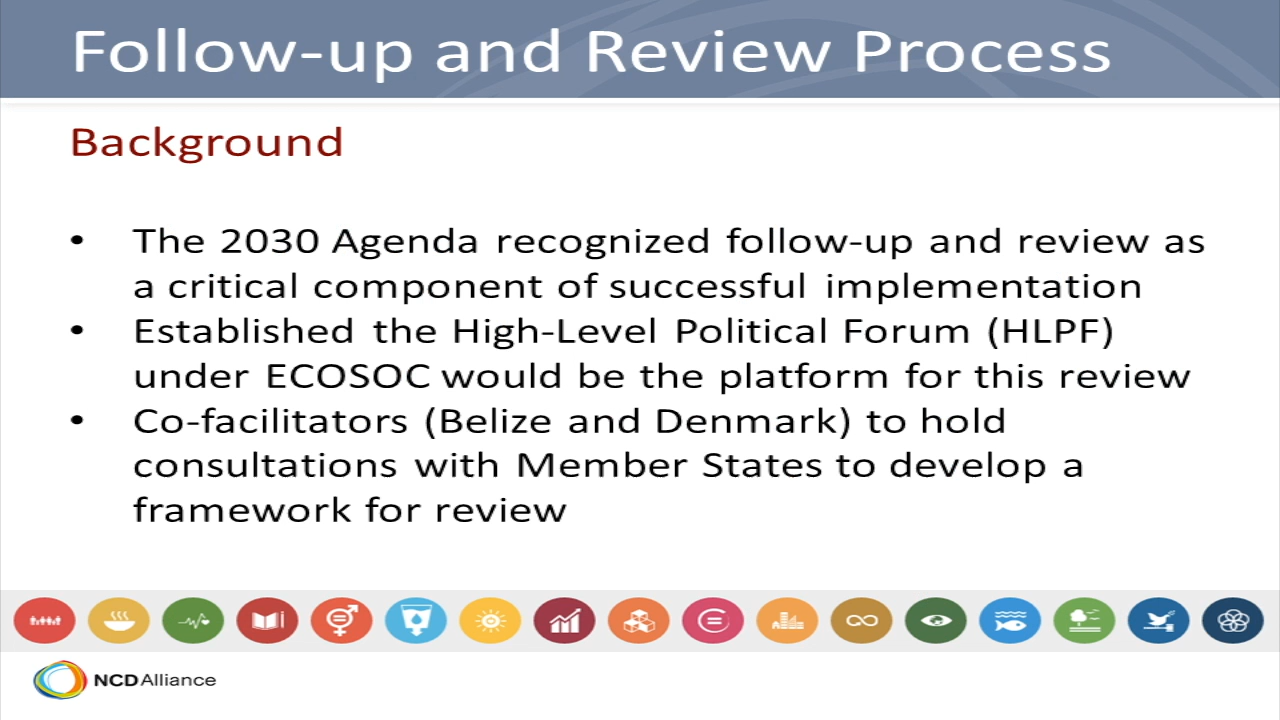 Follow-up and Review Process
Background
• The 2030 Agenda recognized follow-up and review as
a critical component of successful implementation
• Established the High-Level Political Forum (HLPF)
under ECOSOC would be the platform for this review
• Co-facilitators (Belize and Denmark) to hold
consultations with Member States to develop a
framework for review
NCD Alliance